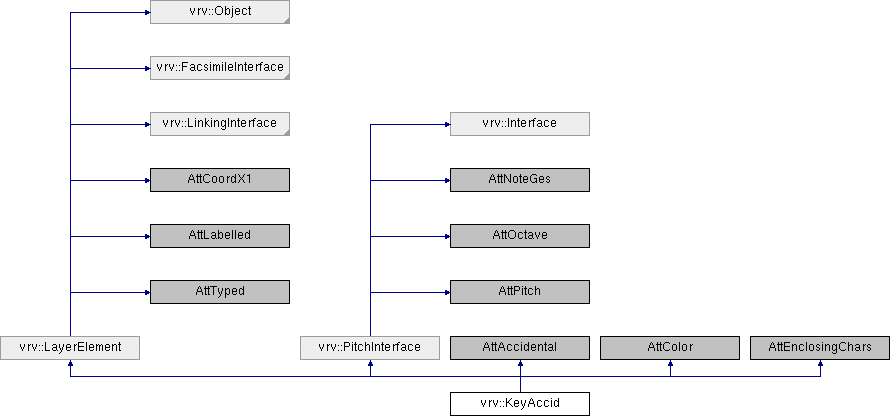 vrv::Object
vrv::FacsimileInterface
vrv::LinkingInterface
vrv::Interface
AttCoordX1
AttNoteGes
AttLabelled
AttOctave
AttTyped
AttPitch
vrv::LayerElement
vrv::PitchInterface
AttAccidental
AttColor
AttEnclosingChars
vrv::KeyAccid